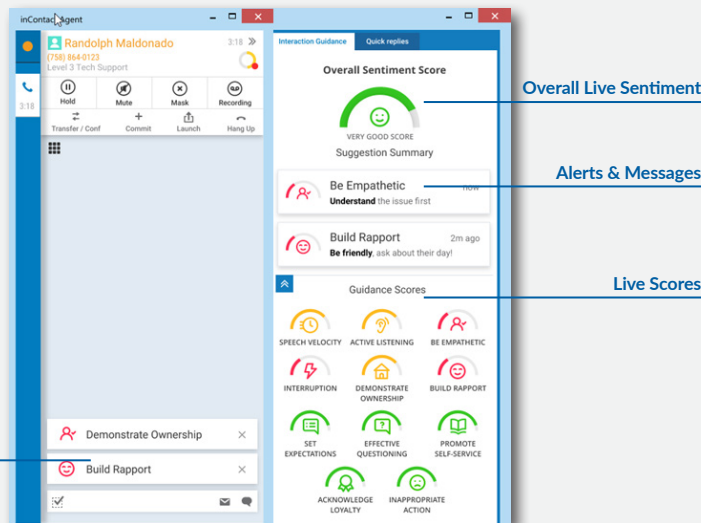 inContact Agent
Randolph Maldonado
3:18
(758) 864-0123
Level 3 Tech Support
3:18
Hold
Mute
Mask
Recording
Transfer / Conf
Commit
Launch
Hang Up
Demonstrate Ownership
Build Rapport
Interaction Guidance
Quick replies
Overall Sentiment Score
VERY GOOD SCORE
Suggestion Summary
Be Empathetic
now
Understand the issue first
Build Rapport
2m ago
Be friendly, ask about their day!
Guidance Scores
SPEECH VELOCITY
ACTIVE LISTENING
BE EMPATHETIC
INTERRUPTION
DEMONSTRATE
OWNERSHIP
BUILD RAPPORT
SET
EXPECTATIONS
EFFECTIVE
QUESTIONING
PROMOTE
SELF-SERVICE
ACKNOWLEDGE
LOYALTY
INAPPROPRIATE
ACTION
Overall Live Sentiment
Alerts & Messages
Live Scores